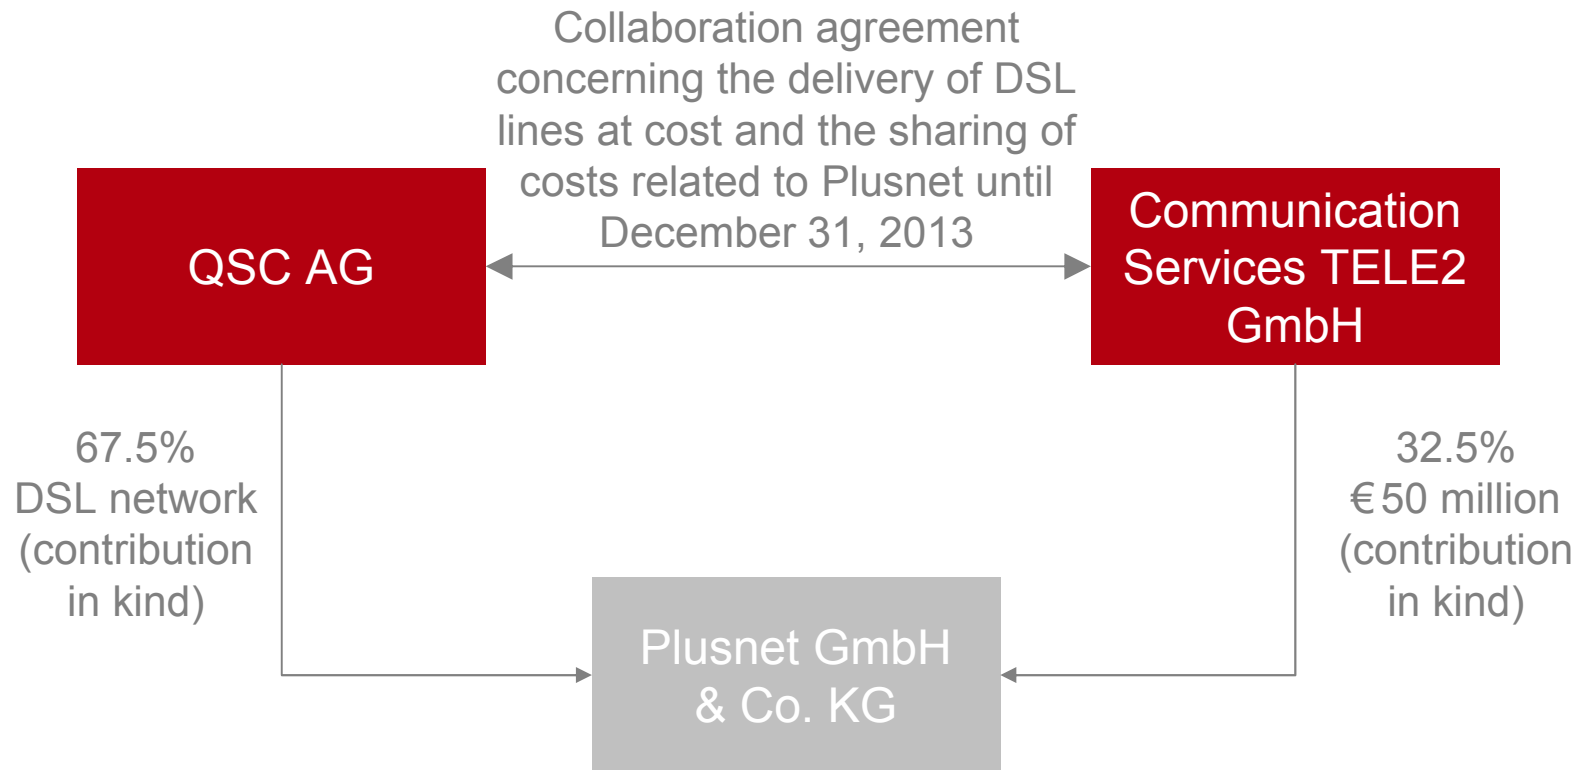 Collaboration agreement
concerning the delivery of DSL
lines at cost and the sharing of
costs related to Plusnet until
December 31, 2013
QSC AG
Communication
Services TELE2
GmbH
67.5%
DSL network
(contribution
in kind)
32.5%
€50 million
(contribution
in kind)
Plusnet GmbH
& Co. KG